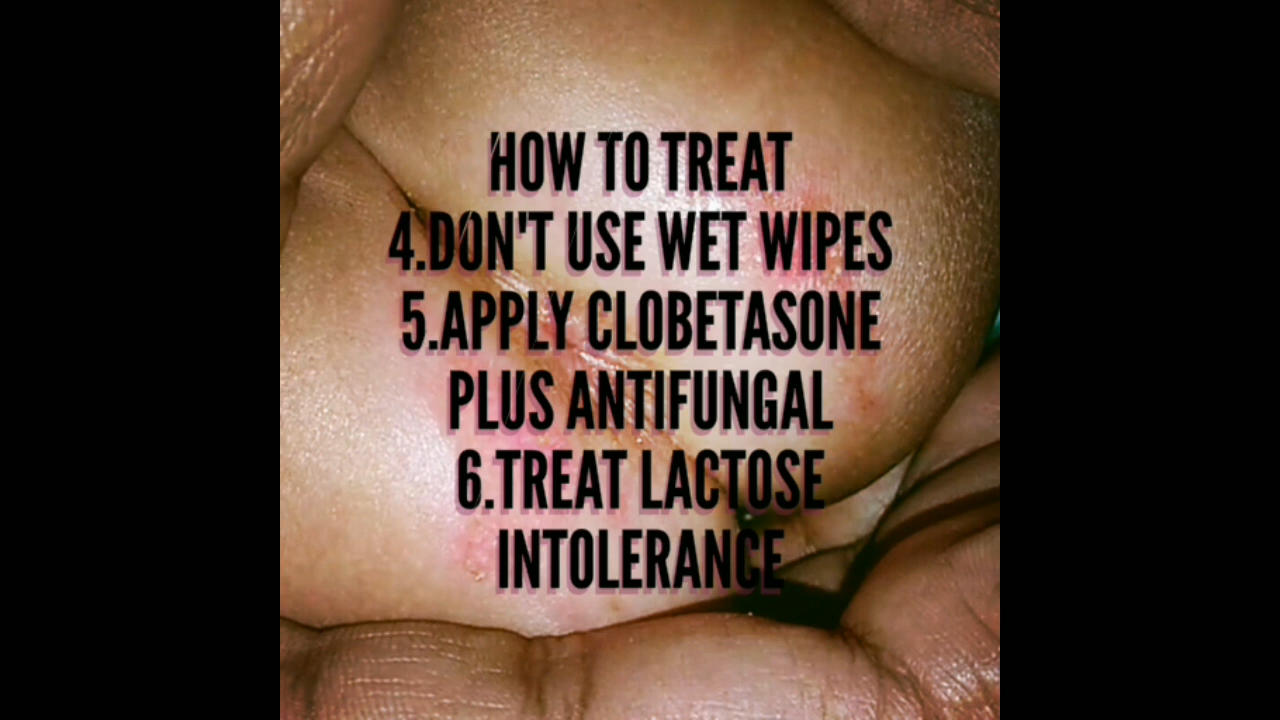 HOW TO TREAT
4.DON'T USE WET WIPES
5.APPLY CLOBETASONE
PLUS ANTIFUNGAL
6.TREAT LACTOSE
INTOLERANCE